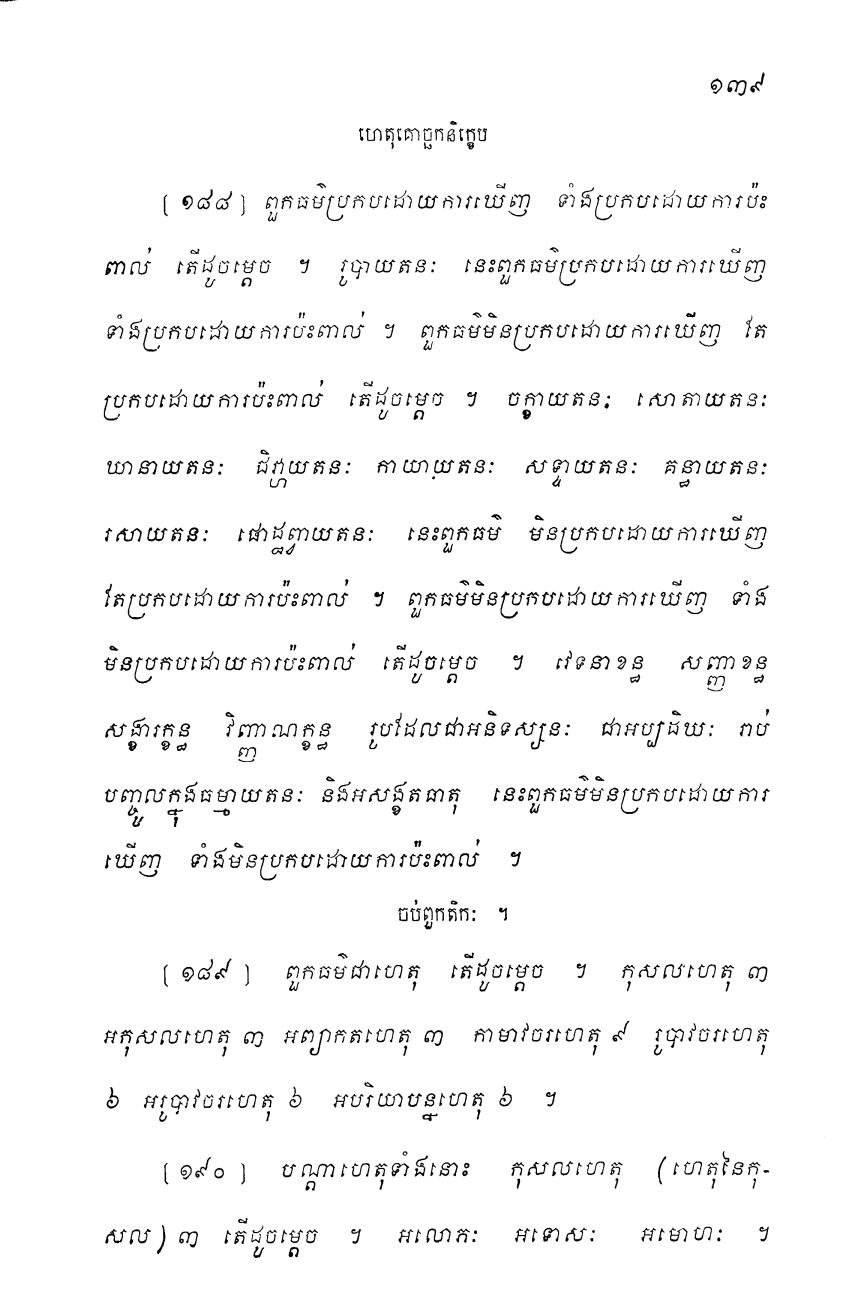 ១៣៩
ហេតុគោច្ឆកនិក្ខេប
[ ១៨៨ ] ពួកធម៌ប្រកបដោយការឃើញ ទាំងប្រកបដោយការប៉ះ
ពាល់ តើដូចម្តេច ។ រូបាយតនៈ នេះពួកធម៌ប្រកបដោយការឃើញ
ទាំងប្រកបដោយការប៉ះពាល់ ។ ពួកធម៌មិនប្រកបដោយការឃើញ តែ
ប្រកបដោយការប៉ះពាល់ តើដូចម្តេច ។ ចក្ខាយតនៈ សោតាយតនៈ
ឃានាយតនៈ ជិវ្ហាយតនៈ កាយាយតនៈ សទ្ទាយតនៈ គន្ធាយតនៈ
រសាយតនៈ ផោដ្ឋព្វាយតនៈ នេះពួកធម៌ មិនប្រកបដោយការឃើញ
តែប្រកបដោយការប៉ះពាល់ ។ ពួកធម៌មិនប្រកបដោយការឃើញ ទាំង
មិនប្រកបដោយការប៉ះពាល់ តើដូចម្តេច ។ វេទនាខន្ធ សញ្ញាខន្ធ
សង្ខារក្ខន្ធ វិញ្ញាណក្ខន្ធ រូបដែលជាអនិទស្សនៈ ជាអប្បដិឃៈ រាប់
បញ្ចូលក្នុងធម្មាយតនៈ និងអសង្ខតធាតុ នេះពួកធម៌មិនប្រកបដោយការ
ឃើញ ទាំងមិនប្រកបដោយការប៉ះពាល់ ។
ចប់ពួកតិកៈ ។
[ ១៨៩ ] ពួកធម៌ជាហេតុ តើដូចម្តេច ។ កុសលហេតុ ៣
អកុសលហេតុ ៣ អព្យាកតហេតុ ៣ កាមាវចរហេតុ ៩ រូបាវចរហេតុ
៦ អរូបាវចរហេតុ ៦ អបរិយាបន្នហេតុ ៦ ។
[ ១៩០ ] បណ្តាហេតុទាំងនោះ កុសលហេតុ (ហេតុនៃកុ-
សល) ៣ តើដូចម្តេច ។ អលោភៈ អទោសៈ អមោហៈ ។